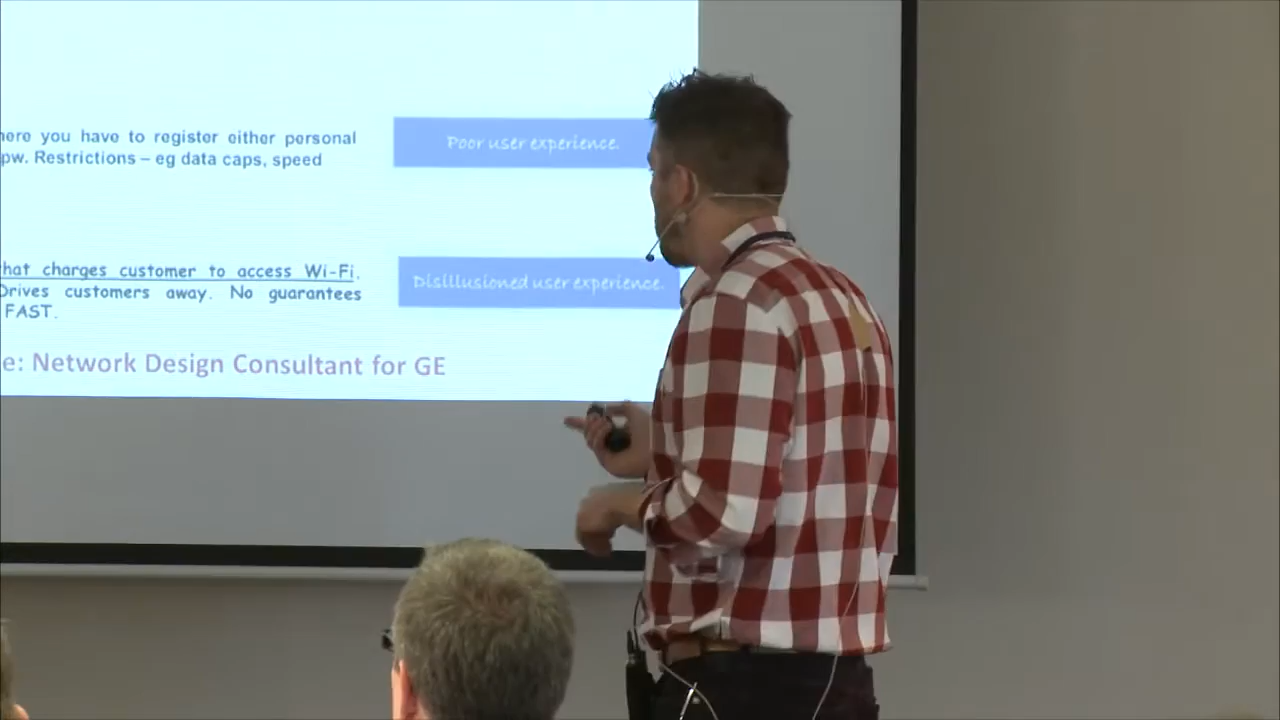 here you have to register either personal
pw. Restrictions – eg data caps, speed
Poor user experience.
that charges customer to access Wi-Fi.
Drives customers away. No guarantees
FAST.
Disillusioned user experience.
e: Network Design Consultant for GE